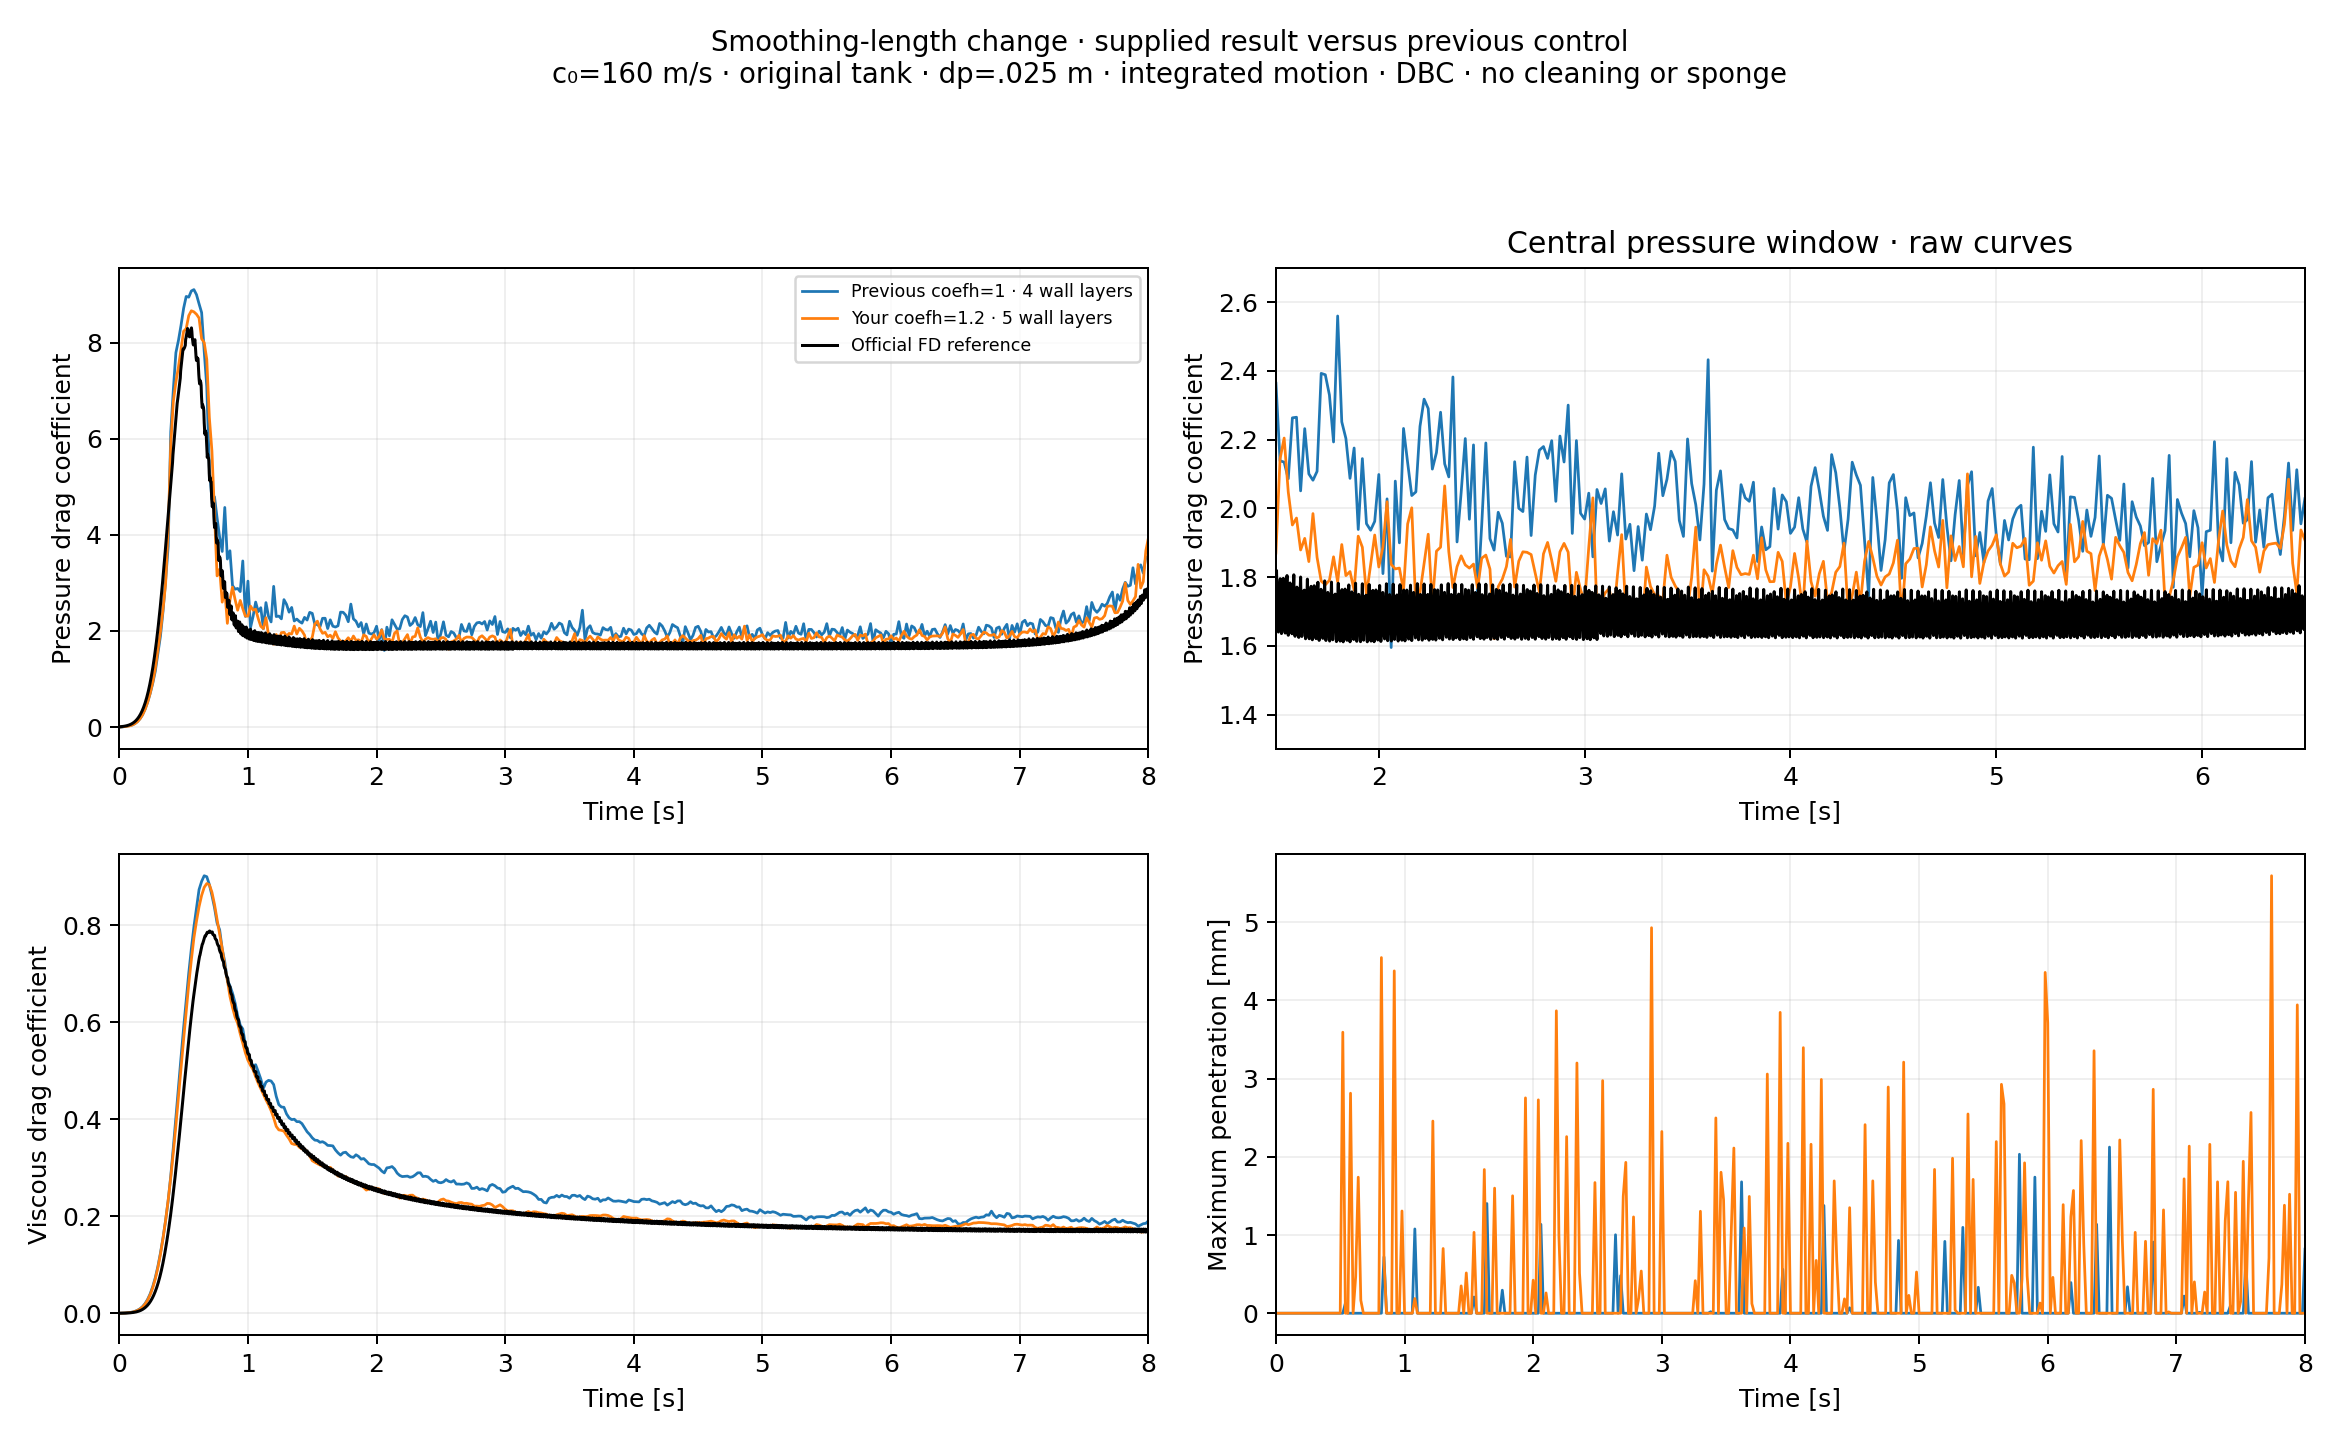 Smoothing-length change · supplied result versus previous control
c₀=160 m/s · original tank · dp=.025 m · integrated motion · DBC · no cleaning or sponge
Pressure drag coefficient
8
6
4
2
0
Previous coefh=1 · 4 wall layers
Your coefh=1.2 · 5 wall layers
Official FD reference
0 1 2 3 4 5 6 7 8
Time [s]
Central pressure window · raw curves
Pressure drag coefficient
2.6
2.4
2.2
2.0
1.8
1.6
1.4
2 3 4 5 6
Time [s]
Viscous drag coefficient
0.8
0.6
0.4
0.2
0.0
0 1 2 3 4 5 6 7 8
Time [s]
Maximum penetration [mm]
5
4
3
2
1
0
0 1 2 3 4 5 6 7 8
Time [s]